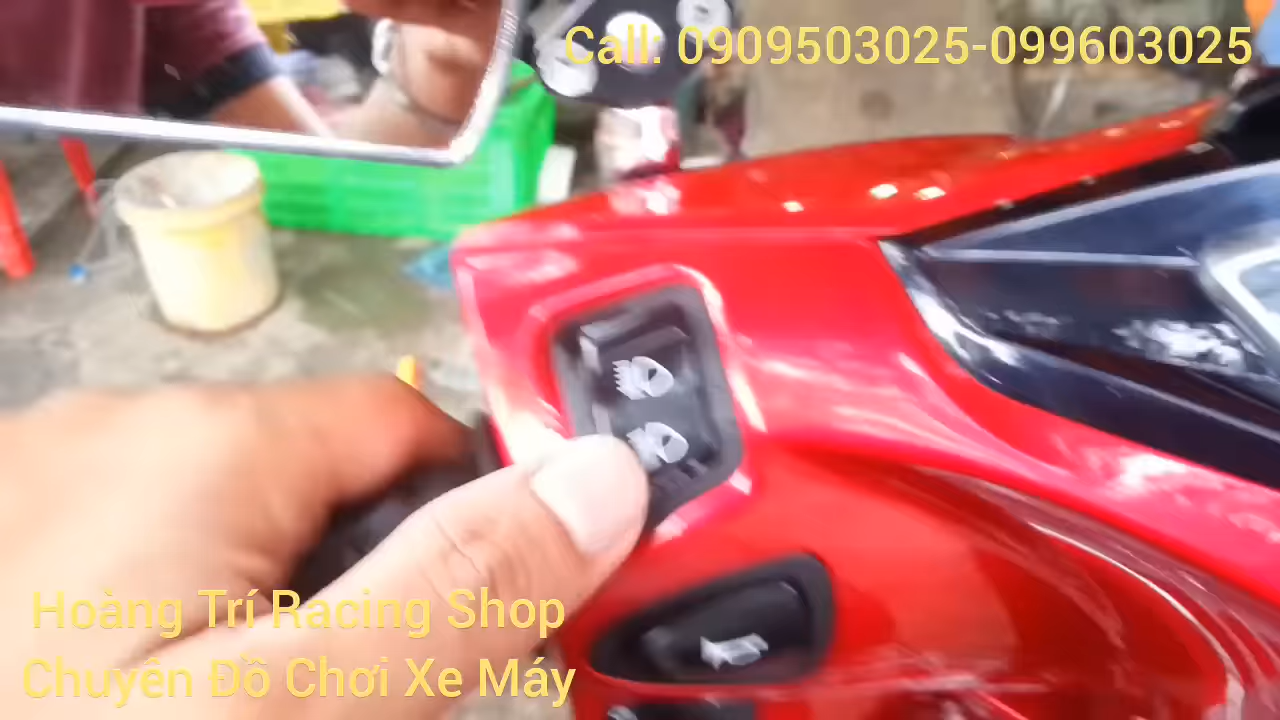 Call: 0909503025-099603025
Hoàng Trí Racing Shop
Chuyên Đồ Chơi Xe Máy